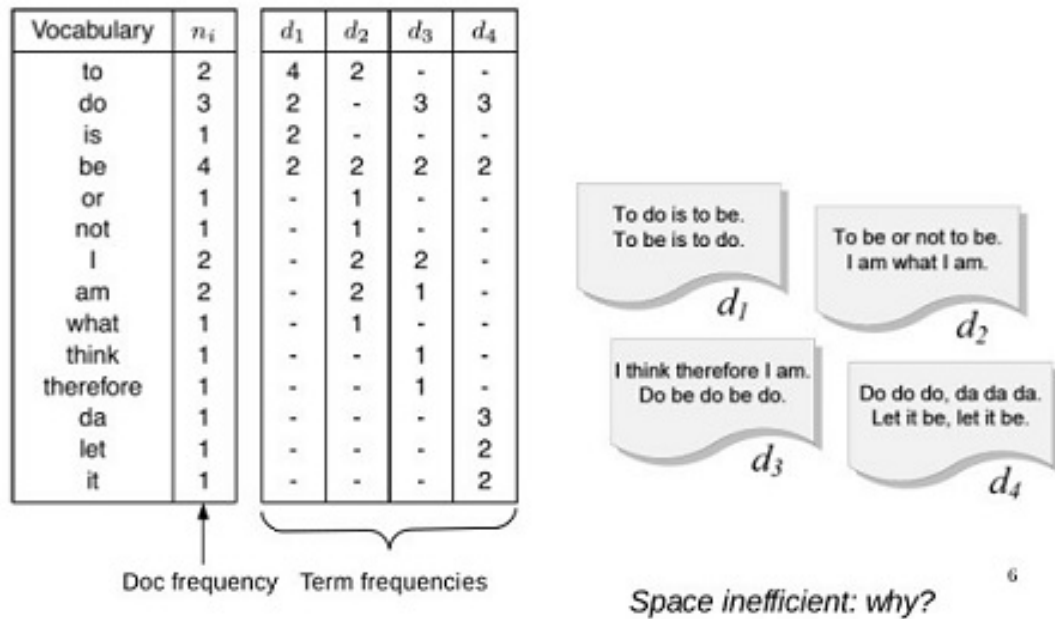 Vocabulary n_i d_1 d_2 d_3 d_4
to 2 4 2 - -
do 3 2 - 3 3
is 1 2 - - -
be 4 2 2 2 2
or 1 - 1 - -
not 1 - 1 - -
I 2 - 2 2 -
am 2 - 2 1 -
what 1 - 1 - -
think 1 - - 1 -
therefore 1 - - 1 -
da 1 - - - 3
let 1 - - - 2
it 1 - - - 2
Doc frequency Term frequencies
To do is to be.
To be is to do.
d_1
To be or not to be.
I am what I am.
d_2
I think therefore I am.
Do be do be do.
d_3
Do do do, da da da.
Let it be, let it be.
d_4
6
Space inefficient: why?